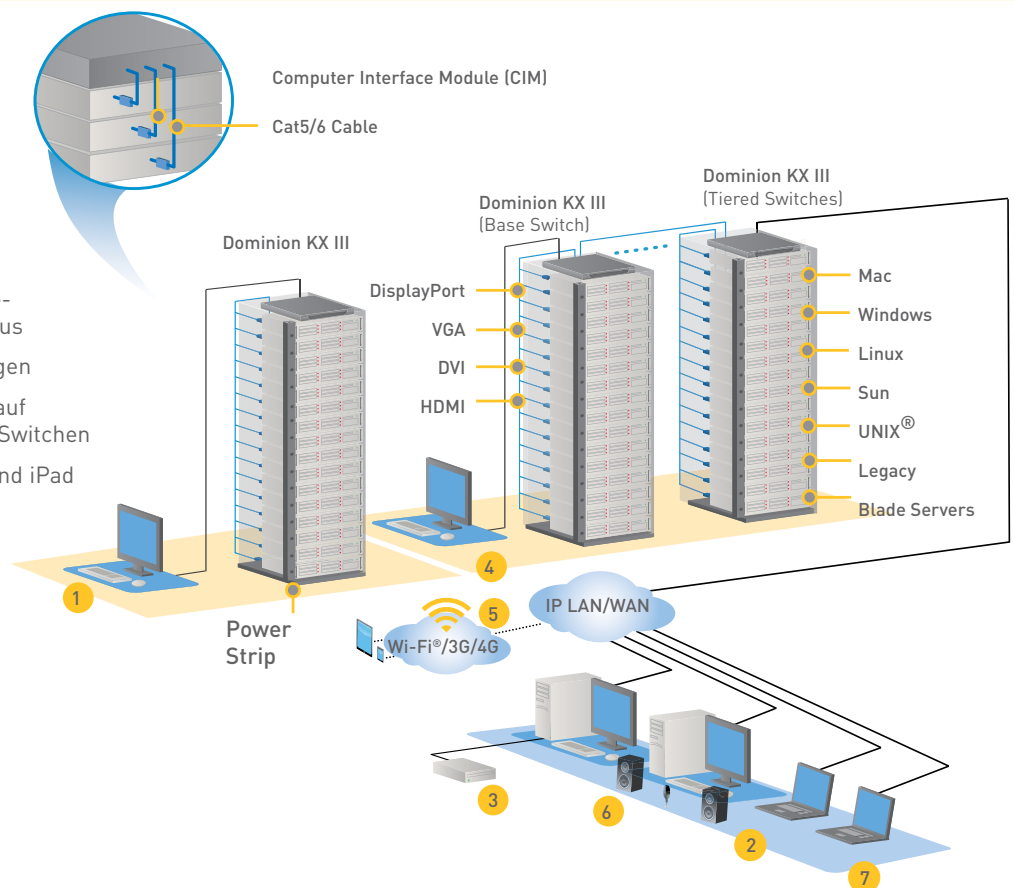 Computer Interface Module (CIM)
Cat5/6 Cable
Dominion KX III
Dominion KX III
(Base Switch)
Dominion KX III
(Tiered Switches)
DisplayPort
VGA
DVI
HDMI
Mac
Windows
Linux
Sun
UNIX®
Legacy
Blade Servers
-
us
gen
auf
Switchen
nd iPad
1
Power
Strip
4
5
Wi-Fi®/3G/4G
IP LAN/WAN
3
6
2
7